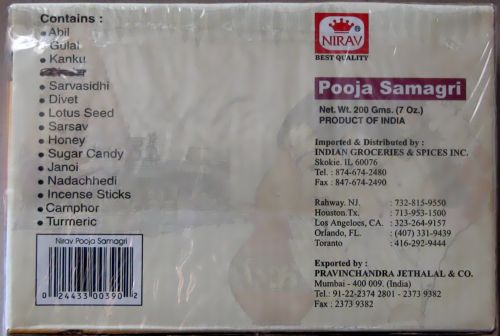 Contains :
Abil
Gulal
Kanku
Sarvasidhi
Divet
Lotus Seed
Sarsav
Honey
Sugar Candy
Janoi
Nadachhedi
Incense Sticks
Camphor
Turmeric
Nirav Pooja Samagri
0 24433 00390 2
NIRAV
BEST QUALITY
Pooja Samagri
Net. Wt. 200 Gms. (7 Oz.)
PRODUCT OF INDIA
Imported & Distributed by :
INDIAN GROCERIES & SPICES INC.
Skokie. IL 60076
Tel. : 874-674-2480
Fax : 847-674-2490
Rahway. NJ. : 732-815-9550
Houston.Tx. : 713-953-1500
Los Angeloes, CA. : 323-264-9157
Orlando, FL. : (407) 331-9439
Toranto : 416-292-9444
Exported by :
PRAVINCHANDRA JETHALAL & CO.
Mumbai - 400 009. (India)
Tel.: 91-22-2374 2801 - 2373 9382
Fax : 2373 9382